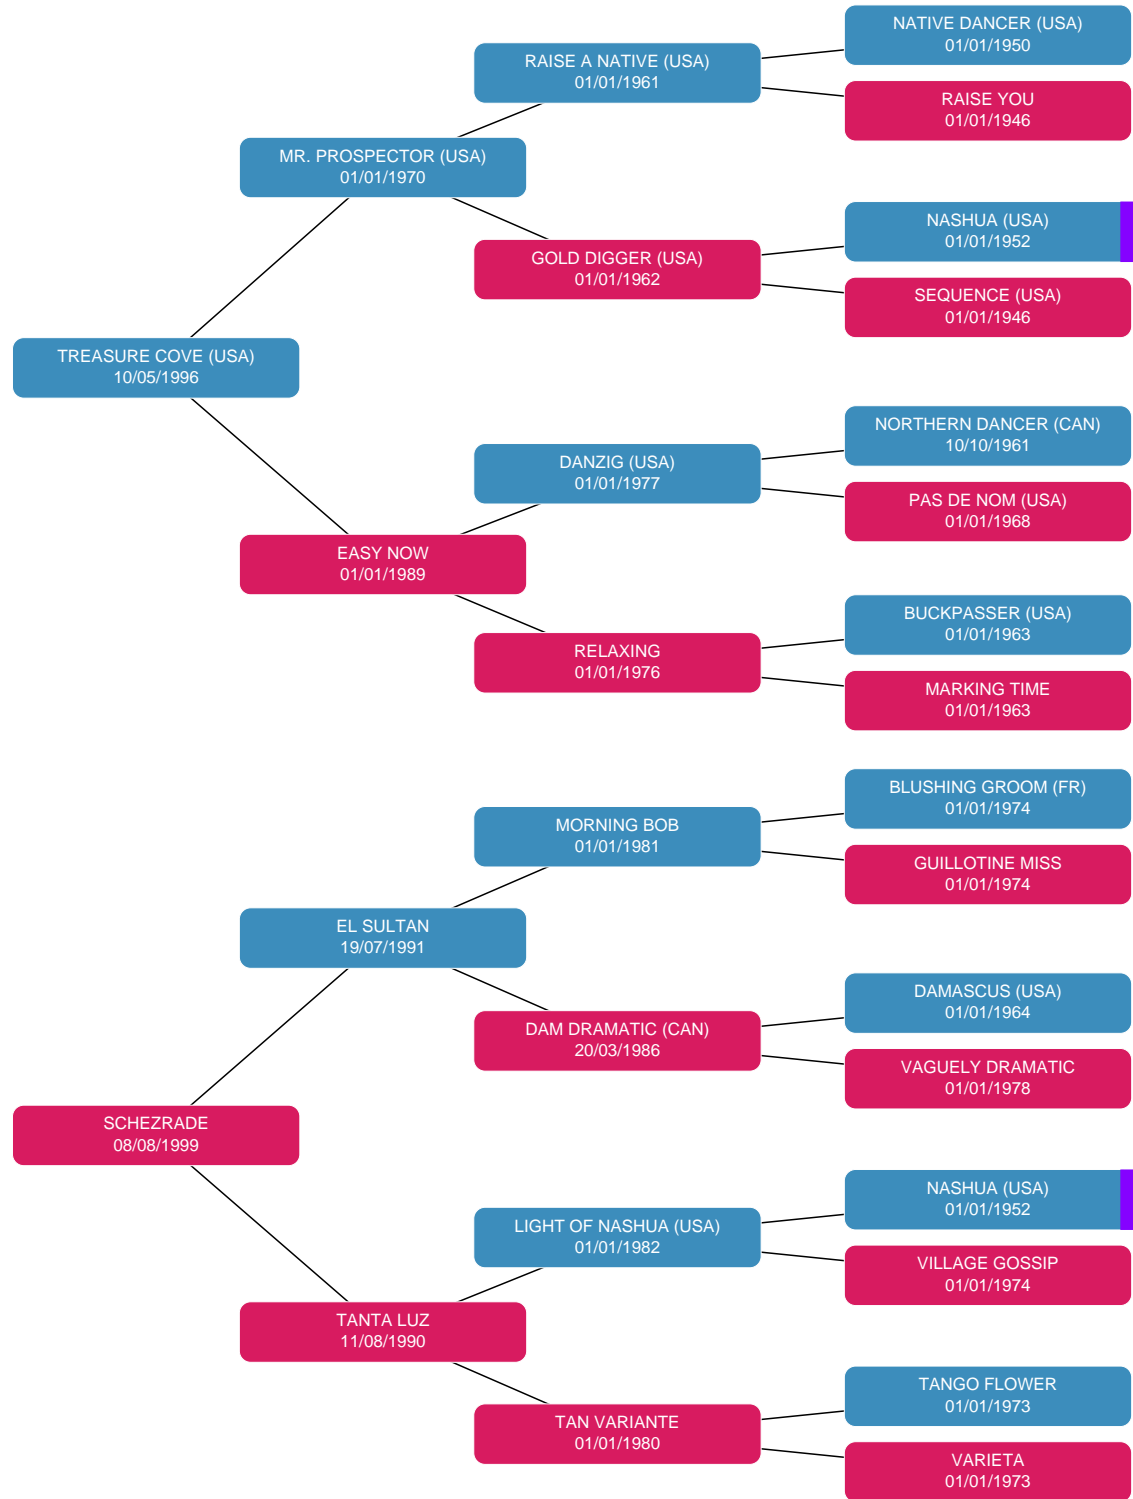 NATIVE DANCER (USA)
01/01/1950
RAISE A NATIVE (USA)
01/01/1961
RAISE YOU
01/01/1946
MR. PROSPECTOR (USA)
01/01/1970
NASHUA (USA)
01/01/1952
GOLD DIGGER (USA)
01/01/1962
SEQUENCE (USA)
01/01/1946
TREASURE COVE (USA)
10/05/1996
NORTHERN DANCER (CAN)
10/10/1961
DANZIG (USA)
01/01/1977
PAS DE NOM (USA)
01/01/1968
EASY NOW
01/01/1989
BUCKPASSER (USA)
01/01/1963
RELAXING
01/01/1976
MARKING TIME
01/01/1963
BLUSHING GROOM (FR)
01/01/1974
MORNING BOB
01/01/1981
GUILLOTINE MISS
01/01/1974
EL SULTAN
19/07/1991
DAMASCUS (USA)
01/01/1964
DAM DRAMATIC (CAN)
20/03/1986
VAGUELY DRAMATIC
01/01/1978
SCHEZRADE
08/08/1999
NASHUA (USA)
01/01/1952
LIGHT OF NASHUA (USA)
01/01/1982
VILLAGE GOSSIP
01/01/1974
TANTA LUZ
11/08/1990
TANGO FLOWER
01/01/1973
TAN VARIANTE
01/01/1980
VARIETA
01/01/1973